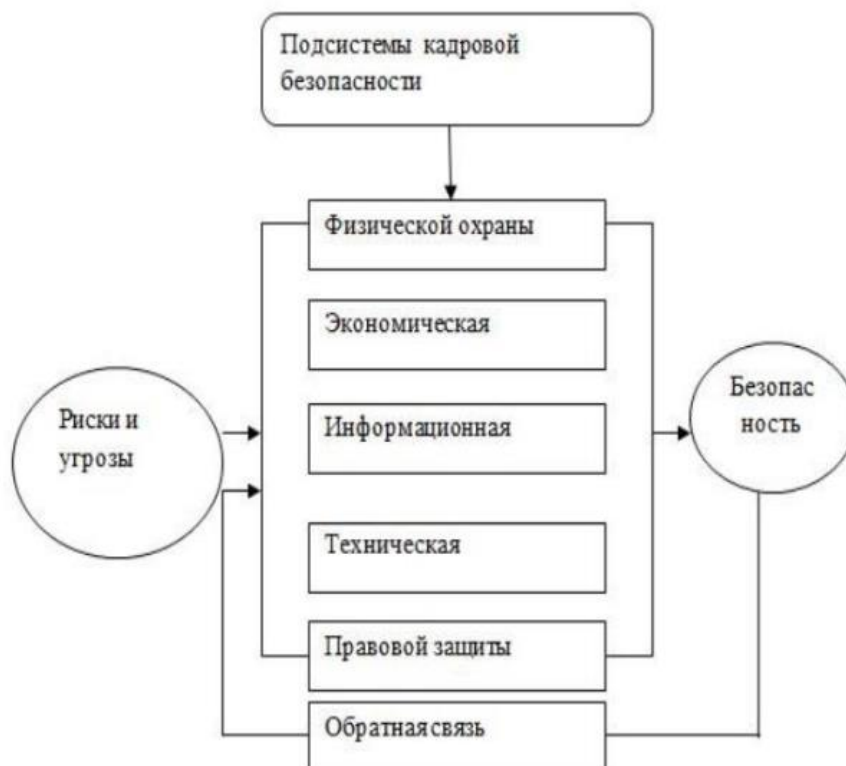 Подсистемы кадровой
безопасности
Физической охраны
Экономическая
Риски и
угрозы
Информационная
Безопас
ность
Техническая
Правовой защиты
Обратная связь